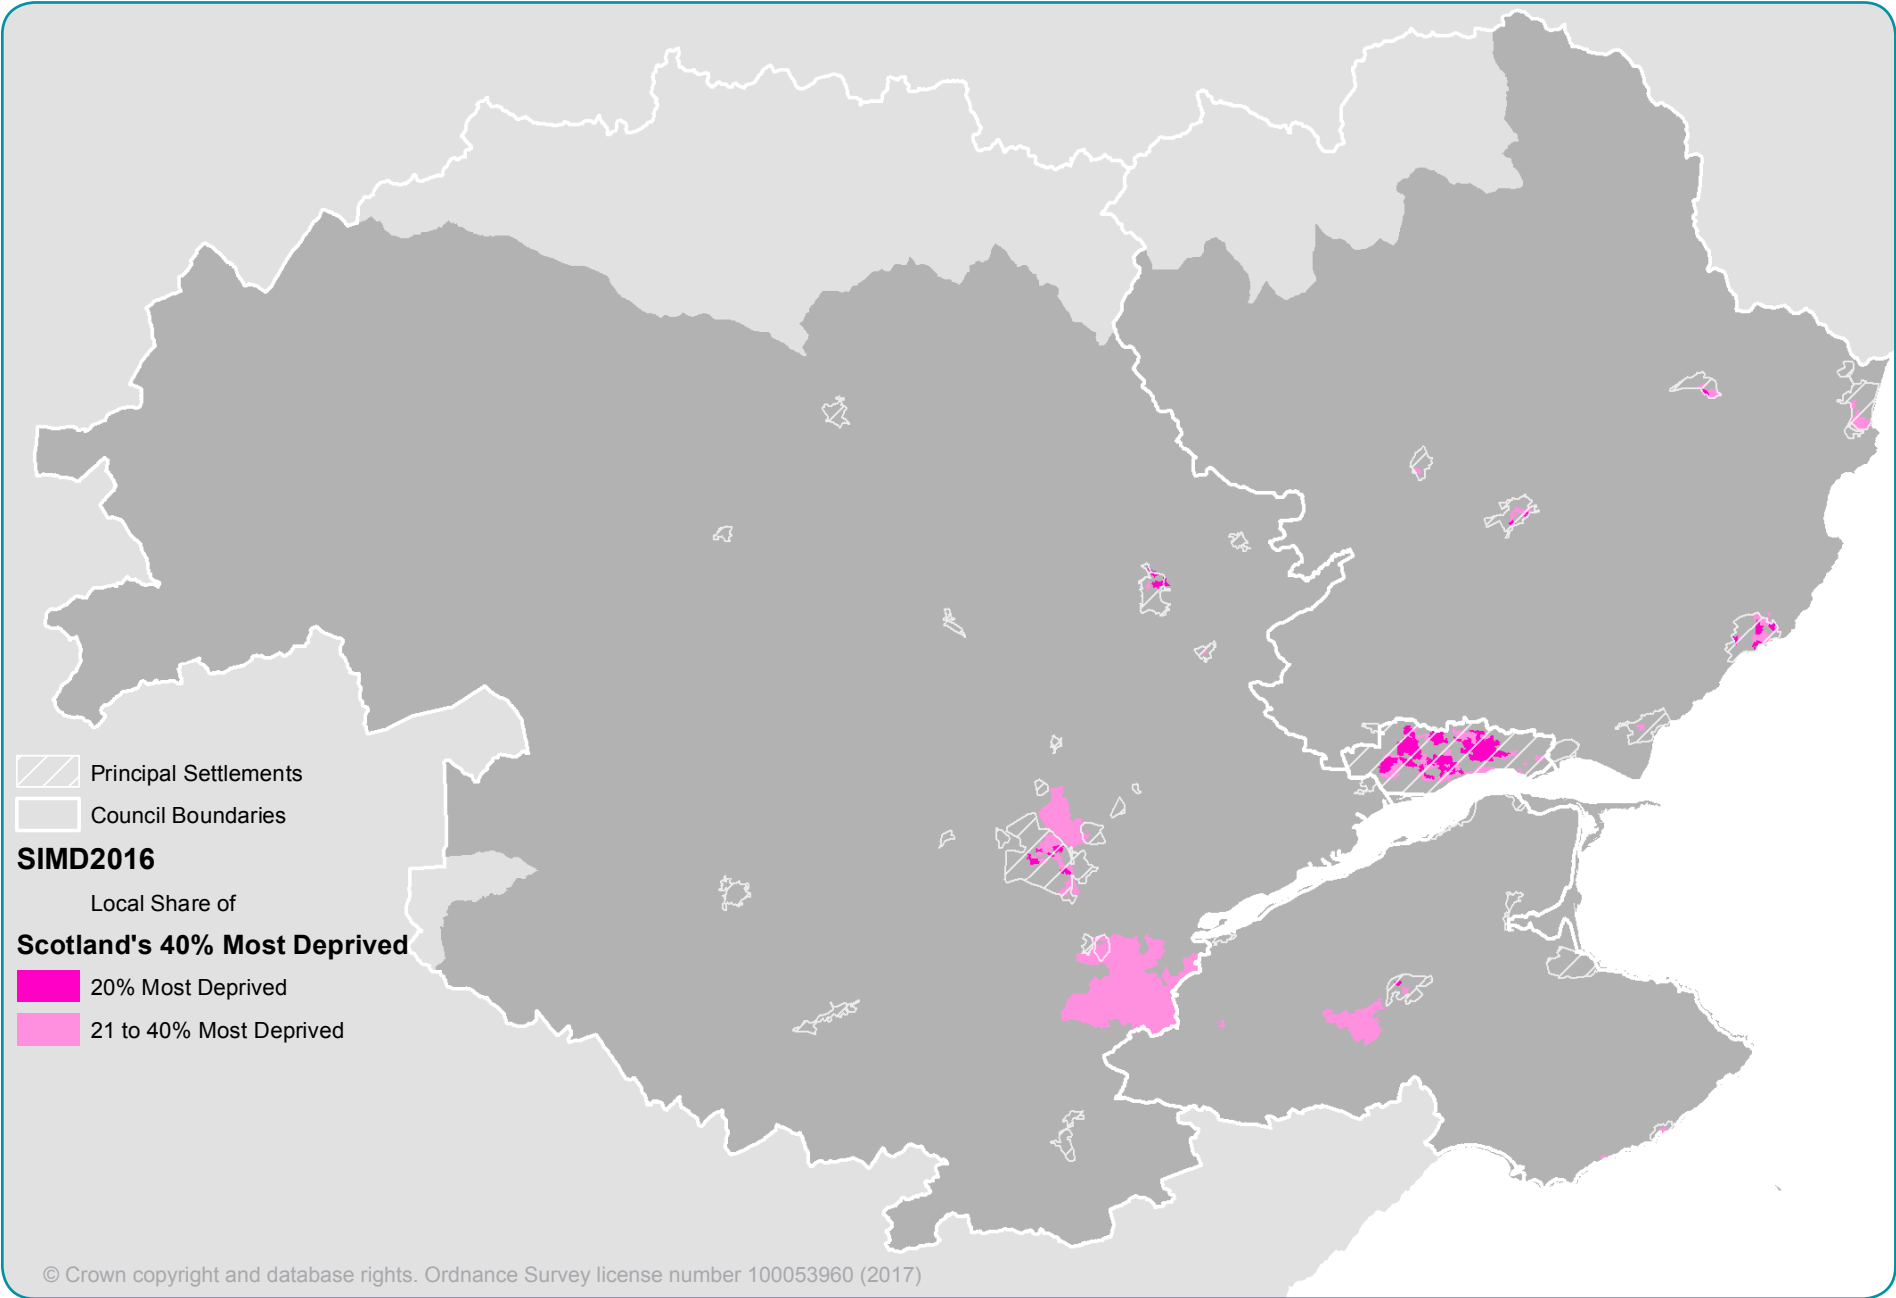 Principal Settlements
Council Boundaries
SIMD2016
Local Share of
Scotland's 40% Most Deprived
20% Most Deprived
21 to 40% Most Deprived
© Crown copyright and database rights. Ordnance Survey license number 100053960 (2017)